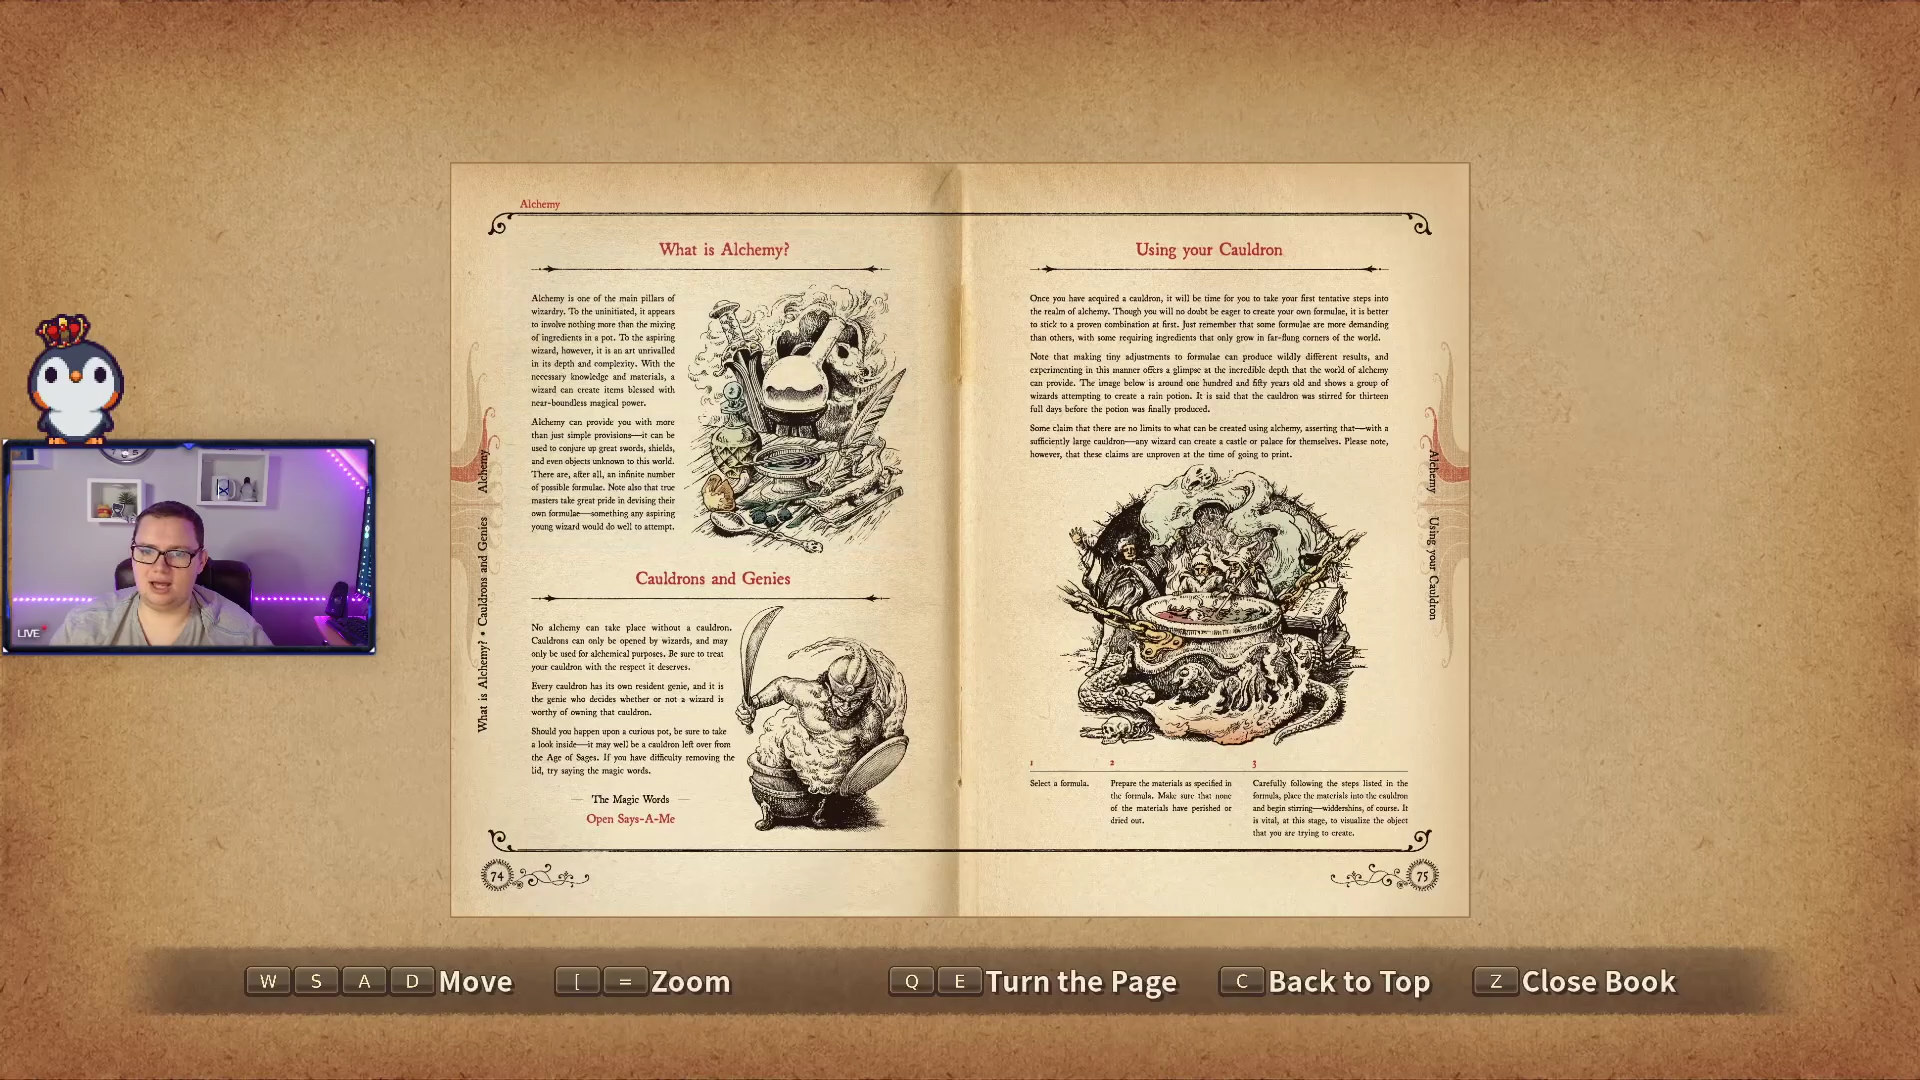 Alchemy
What is Alchemy?
Alchemy is one of the main pillars of
wizardry. To the uninitiated, it appears
to involve nothing more than the mixing
of ingredients in a pot. To the aspiring
wizard, however, it is an art unrivalled
in its depth and complexity. With the
necessary knowledge and materials, a
wizard can create items blessed with
near-boundless magical power.
Alchemy can provide you with more
than just simple provisions—it can be
used to conjure up great swords, shields,
and even objects unknown to this world.
There are, after all, an infinite number
of possible formulae. Note also that true
masters take great pride in devising their
own formulae—something any aspiring
young wizard would do well to attempt.
Cauldrons and Genies
No alchemy can take place without a cauldron.
Cauldrons can only be opened by wizards, and may
only be used for alchemical purposes. Be sure to treat
your cauldron with the respect it deserves.
Every cauldron has its own resident genie, and it is
the genie who decides whether or not a wizard is
worthy of owning that cauldron.
Should you happen upon a curious pot, be sure to take
a look inside—it may well be a cauldron left over from
the Age of Sages. If you have difficulty removing the
lid, try saying the magic words.
The Magic Words
Open Says-A-Me
What is Alchemy? • Cauldrons and Genies Alchemy
74
Using your Cauldron
Once you have acquired a cauldron, it will be time for you to take your first tentative steps into
the realm of alchemy. Though you will no doubt be eager to create your own formulae, it is better
to stick to a proven combination at first. Just remember that some formulae are more demanding
than others, with some requiring ingredients that only grow in far-flung corners of the world.
Note that making tiny adjustments to formulae can produce wildly different results, and
experimenting in this manner offers a glimpse at the incredible depth that the world of alchemy
can provide. The image below is around one hundred and fifty years old and shows a group of
wizards attempting to create a rain potion. It is said that the cauldron was stirred for thirteen
full days before the potion was finally produced.
Some claim that there are no limits to what can be created using alchemy, asserting that—with a
sufficiently large cauldron—any wizard can create a castle or palace for themselves. Please note,
however, that these claims are unproven at the time of going to print.
1
Select a formula.
2
Prepare the materials as specified in
the formula. Make sure that none
of the materials have perished or
dried out.
3
Carefully following the steps listed in the
formula, place the materials into the cauldron
and begin stirring—widdershins, of course. It
is vital, at this stage, to visualize the object
that you are trying to create.
Alchemy Using your Cauldron
75
LIVE
W S A D Move [ = Zoom Q E Turn the Page C Back to Top Z Close Book